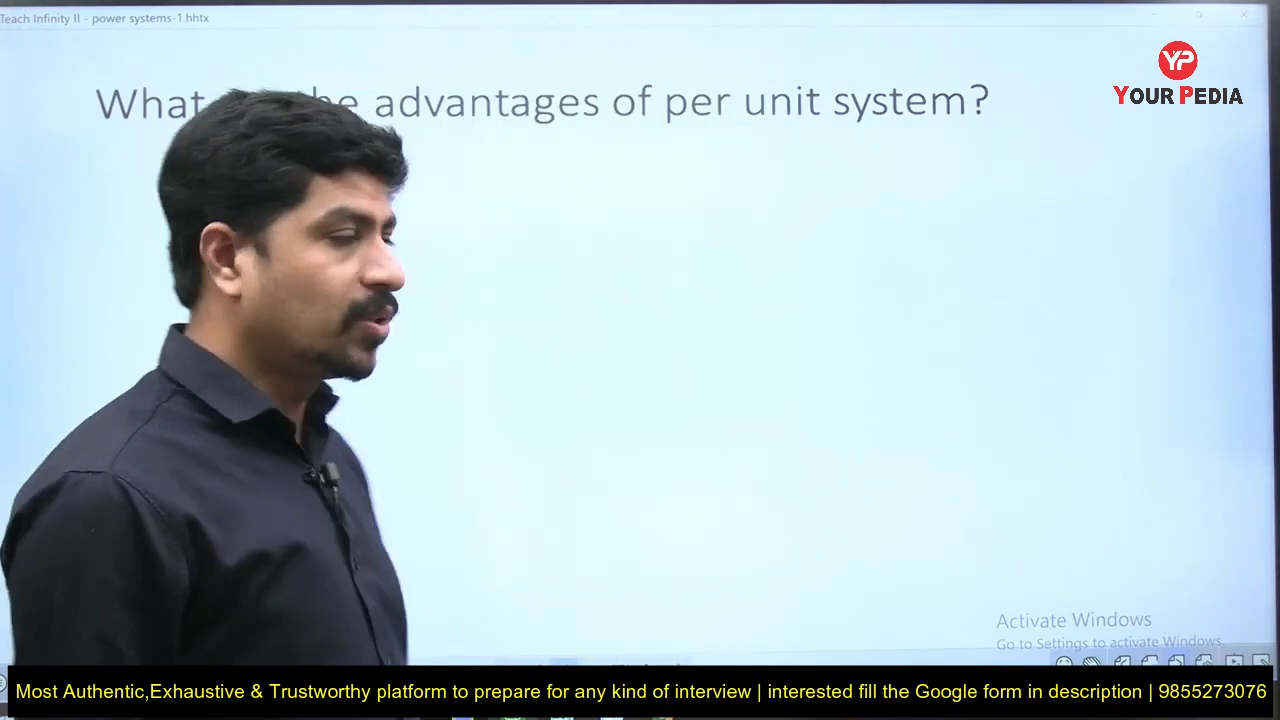 Teach Infinity II - power systems-1.hhtx
YP
YOUR PEDIA
What the advantages of per unit system?
Activate Windows
Go to Settings to activate Windows.
Most Authentic,Exhaustive & Trustworthy platform to prepare for any kind of interview | interested fill the Google form in description | 9855273076